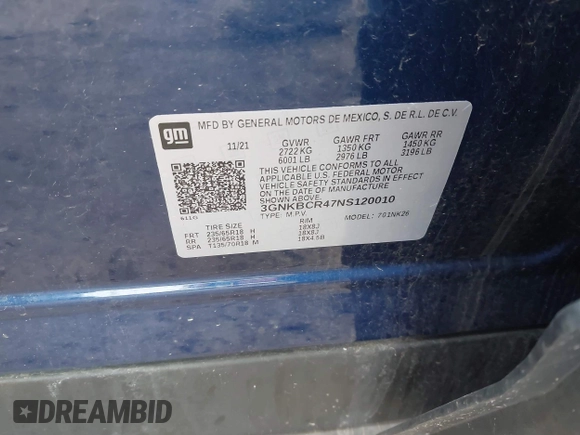 gm
MFD BY GENERAL MOTORS DE MEXICO, S. DE R.L. DE C.V.
11/21 GVWR GAWR FRT GAWR RR
2722 KG 1350 KG 1450 KG
6001 LB 2976 LB 3196 LB
THIS VEHICLE CONFORMS TO ALL
APPLICABLE U.S. FEDERAL MOTOR
VEHICLE SAFETY STANDARDS IN EFFECT
ON THE DATE OF MANUFACTURE SHOWN ABOVE.
3GNKBCR47NS120010
TYPE: M.P.V. MODEL: 701NK26
TIRE SIZE RIM
FRT 235/65R18 H 18X8J
RR 235/65R18 H 18X8J
SPA T135/70R18 M 18X4.5B
DREAMBID